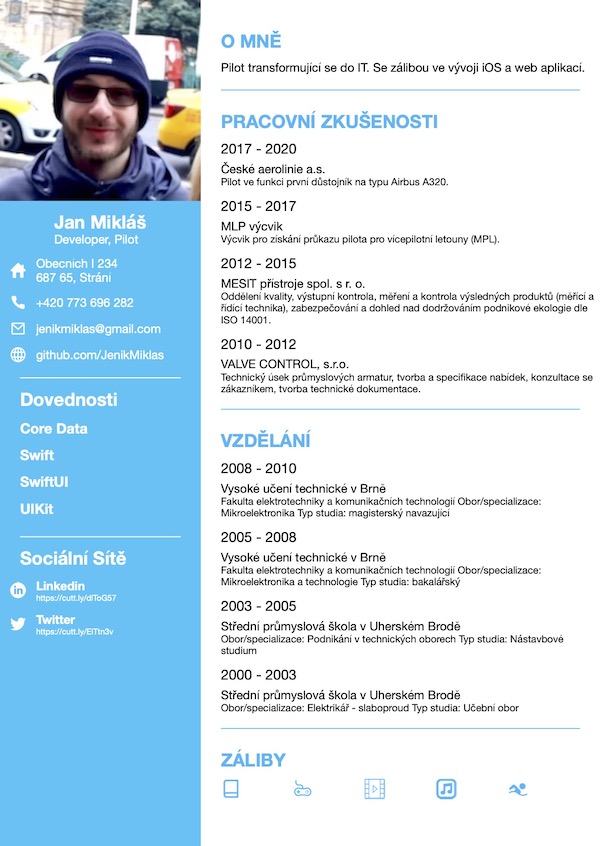 Jan Mikláš
Developer, Pilot
Obecnich I 234
687 65, Strání
+420 773 696 282
jenikmiklas@gmail.com
github.com/JenikMiklas
Dovednosti
Core Data
Swift
SwiftUI
UIKit
Sociální Sítě
Linkedin
https://cutt.ly/dIToG57
Twitter
https://cutt.ly/EITtn3v
O MNĚ
Pilot transformující se do IT. Se zálibou ve vývoji iOS a web aplikací.
PRACOVNÍ ZKUŠENOSTI
2017 - 2020
České aerolinie a.s.
Pilot ve funkci první důstojník na typu Airbus A320.
2015 - 2017
MLP výcvik
Výcvik pro získání průkazu pilota pro vícepilotní letouny (MPL).
2012 - 2015
MESIT přístroje spol. s r. o.
Oddělení kvality, výstupní kontrola, měření a kontrola výsledných produktů (měřící a
řídící technika), zabezpečování a dohled nad dodržováním podnikové ekologie dle
ISO 14001.
2010 - 2012
VALVE CONTROL, s.r.o.
Technický úsek průmyslových armatur, tvorba a specifikace nabídek, konzultace se
zákazníkem, tvorba technické dokumentace.
VZDĚLÁNÍ
2008 - 2010
Vysoké učení technické v Brně
Fakulta elektrotechniky a komunikačních technologií Obor/specializace:
Mikroelektronika Typ studia: magisterský navazující
2005 - 2008
Vysoké učení technické v Brně
Fakulta elektrotechniky a komunikačních technologií Obor/specializace:
Mikroelektronika a technologie Typ studia: bakalářský
2003 - 2005
Střední průmyslová škola v Uherském Brodě
Obor/specializace: Podnikání v technických oborech Typ studia: Nástavbové
studium
2000 - 2003
Střední průmyslová škola v Uherském Brodě
Obor/specializace: Elektrikář - slaboproud Typ studia: Učební obor
ZÁLIBY